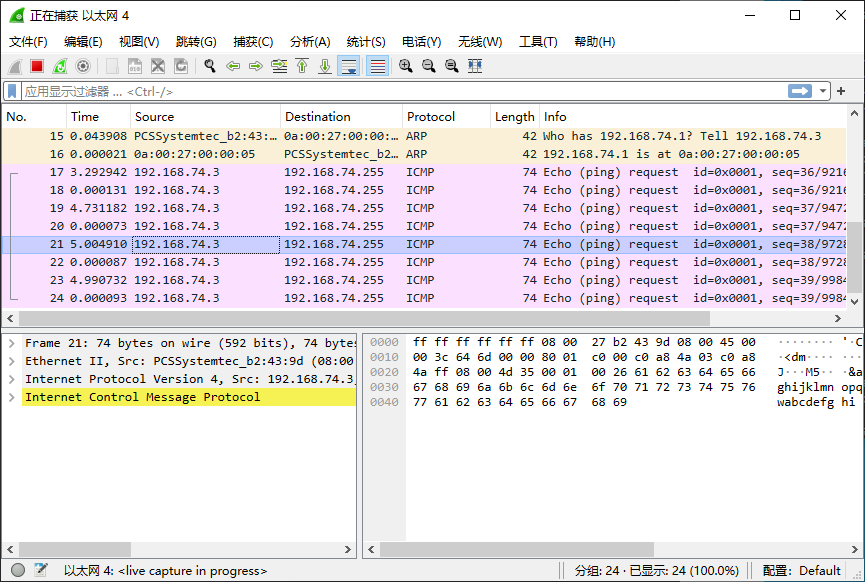 正在捕获 以太网 4
文件(F) 编辑(E) 视图(V) 跳转(G) 捕获(C) 分析(A) 统计(S) 电话(Y) 无线(W) 工具(T) 帮助(H)
应用显示过滤器 … <Ctrl-/>
No. Time Source Destination Protocol Length Info
15 0.043908 PCSSystemtec_b2:43:… 0a:00:27:00:00:… ARP 42 Who has 192.168.74.1? Tell 192.168.74.3
16 0.000021 0a:00:27:00:00:05 PCSSystemtec_b2… ARP 42 192.168.74.1 is at 0a:00:27:00:00:05
17 3.292942 192.168.74.3 192.168.74.255 ICMP 74 Echo (ping) request id=0x0001, seq=36/9216
18 0.000131 192.168.74.3 192.168.74.255 ICMP 74 Echo (ping) request id=0x0001, seq=36/9216
19 4.731182 192.168.74.3 192.168.74.255 ICMP 74 Echo (ping) request id=0x0001, seq=37/9472
20 0.000073 192.168.74.3 192.168.74.255 ICMP 74 Echo (ping) request id=0x0001, seq=37/9472
21 5.004910 192.168.74.3 192.168.74.255 ICMP 74 Echo (ping) request id=0x0001, seq=38/9728
22 0.000087 192.168.74.3 192.168.74.255 ICMP 74 Echo (ping) request id=0x0001, seq=38/9728
23 4.990732 192.168.74.3 192.168.74.255 ICMP 74 Echo (ping) request id=0x0001, seq=39/9984
24 0.000093 192.168.74.3 192.168.74.255 ICMP 74 Echo (ping) request id=0x0001, seq=39/9984
Frame 21: 74 bytes on wire (592 bits), 74 bytes
Ethernet II, Src: PCSSystemtec_b2:43:9d (08:00
Internet Protocol Version 4, Src: 192.168.74.3,
Internet Control Message Protocol
0000 ff ff ff ff ff ff 08 00 27 b2 43 9d 08 00 45 00 ········ '·C
0010 00 3c 64 6d 00 00 80 01 c0 00 c0 a8 4a 03 c0 a8 ·<dm···· ····
0020 4a ff 08 00 4d 35 00 01 00 26 61 62 63 64 65 66 J···M5·· ·&a
0030 67 68 69 6a 6b 6c 6d 6e 6f 70 71 72 73 74 75 76 ghijklmn opq
0040 77 61 62 63 64 65 66 67 68 69 wabcdefg hi
以太网 4: <live capture in progress> 分组: 24 · 已显示: 24 (100.0%) 配置: Default